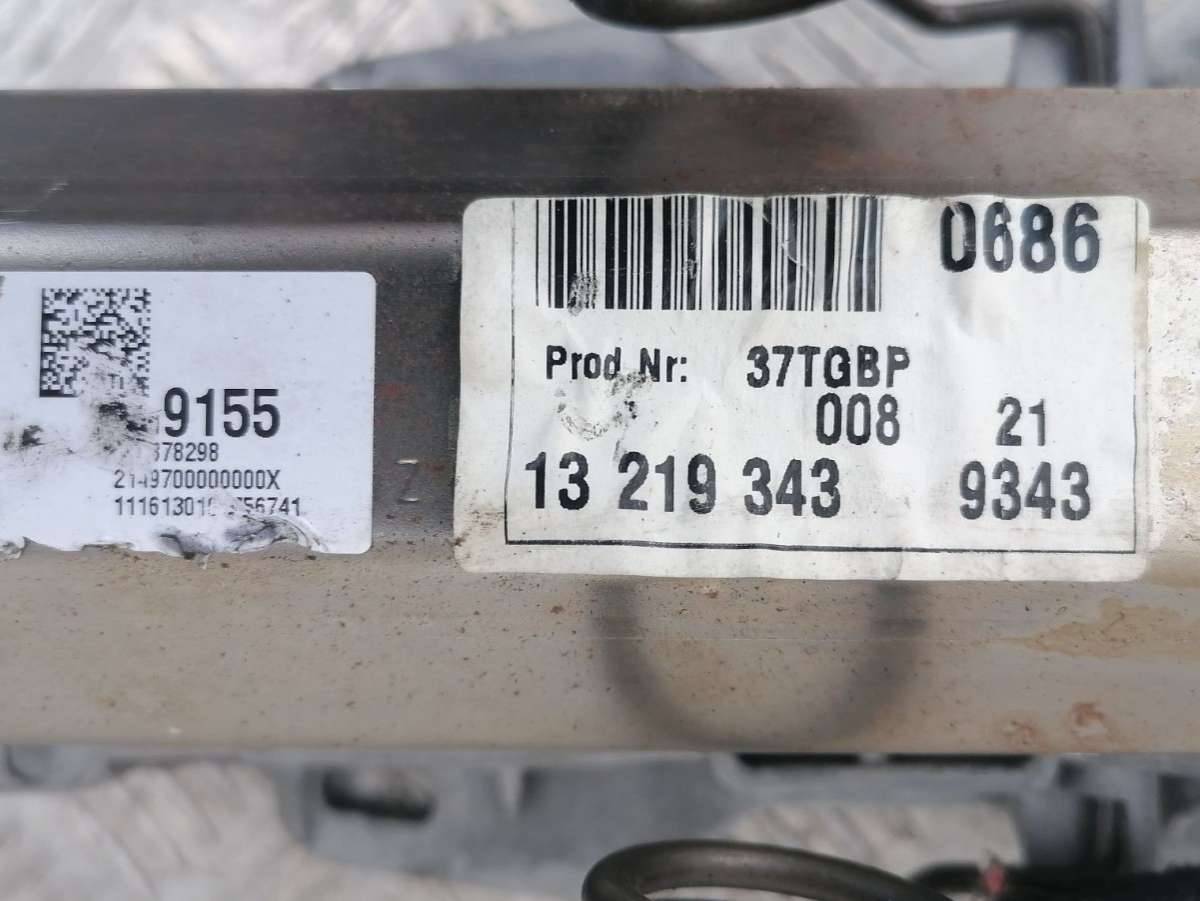 9155
378298
2149700000000X
0686
Prod Nr: 37TGBP
008 21
13 219 343 9343
Z